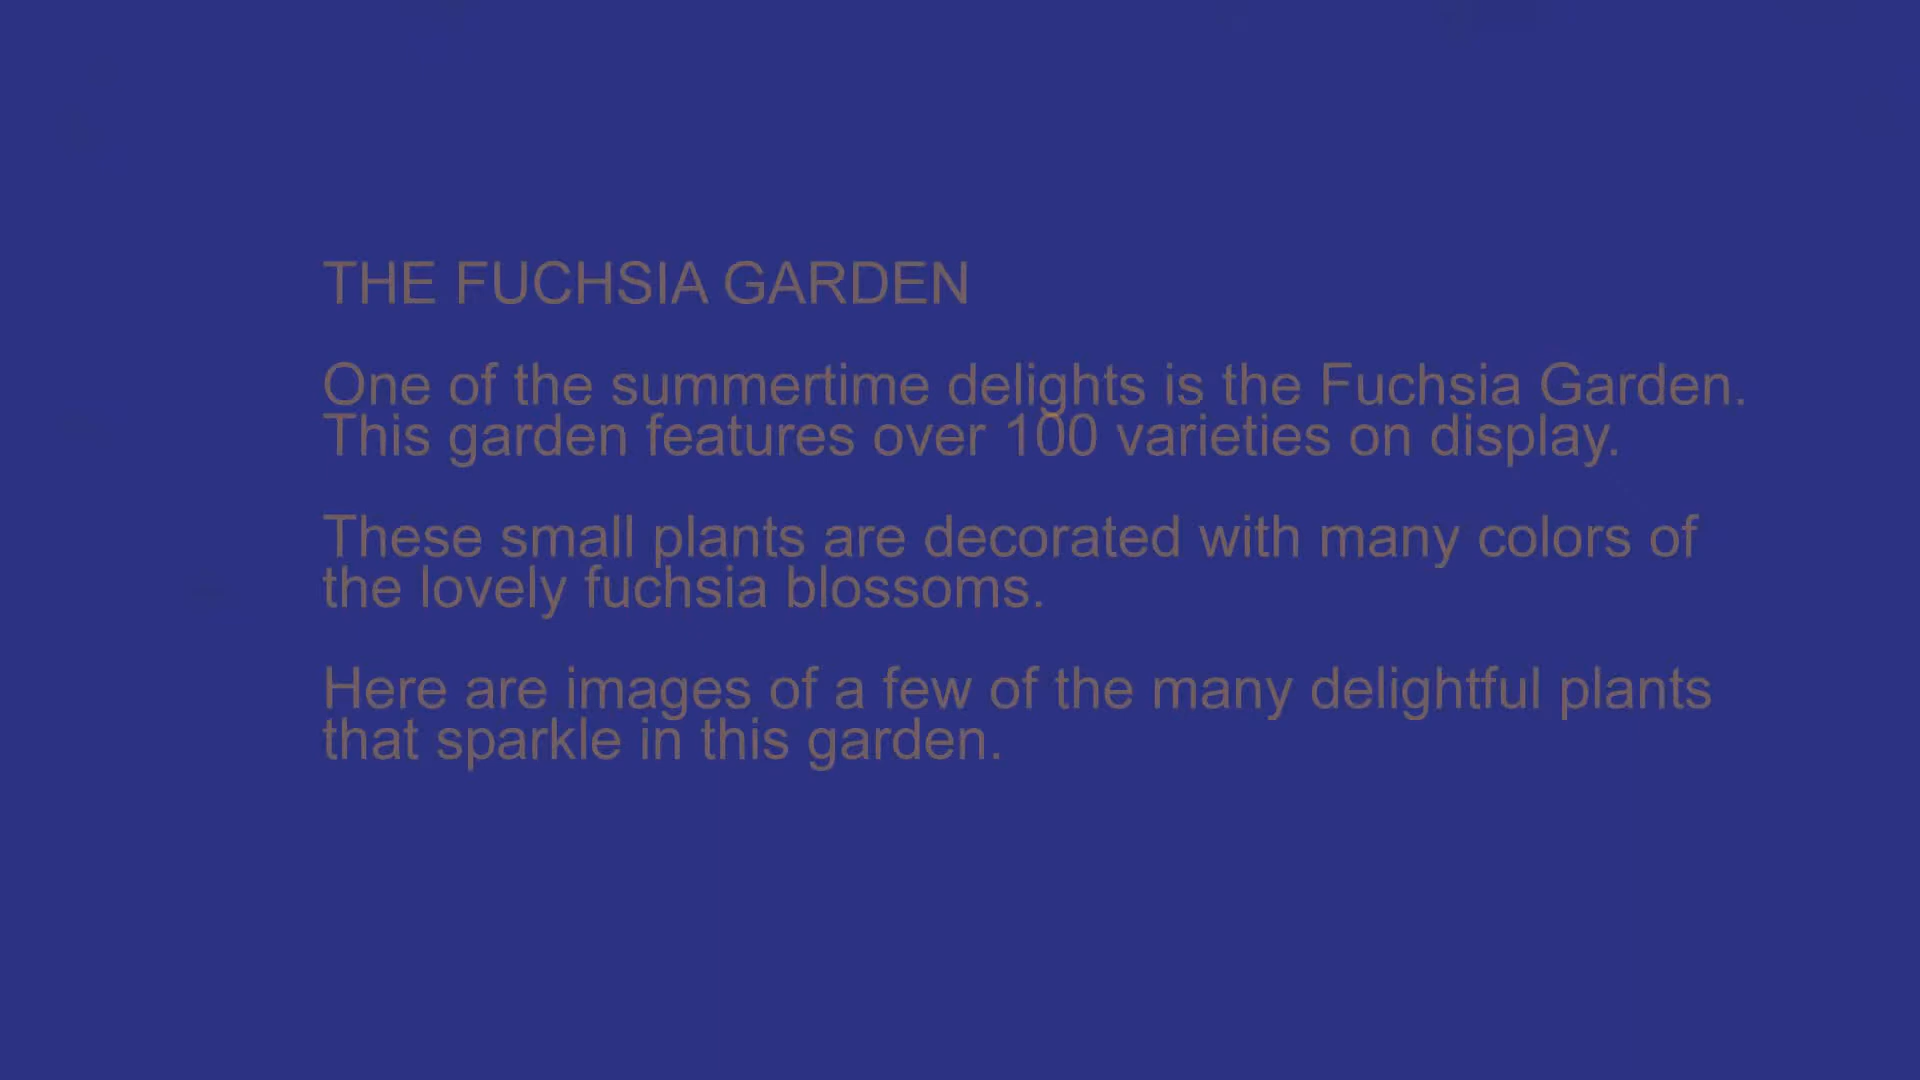 THE FUCHSIA GARDEN
One of the summertime delights is the Fuchsia Garden.
This garden features over 100 varieties on display.
These small plants are decorated with many colors of
the lovely fuchsia blossoms.
Here are images of a few of the many delightful plants
that sparkle in this garden.